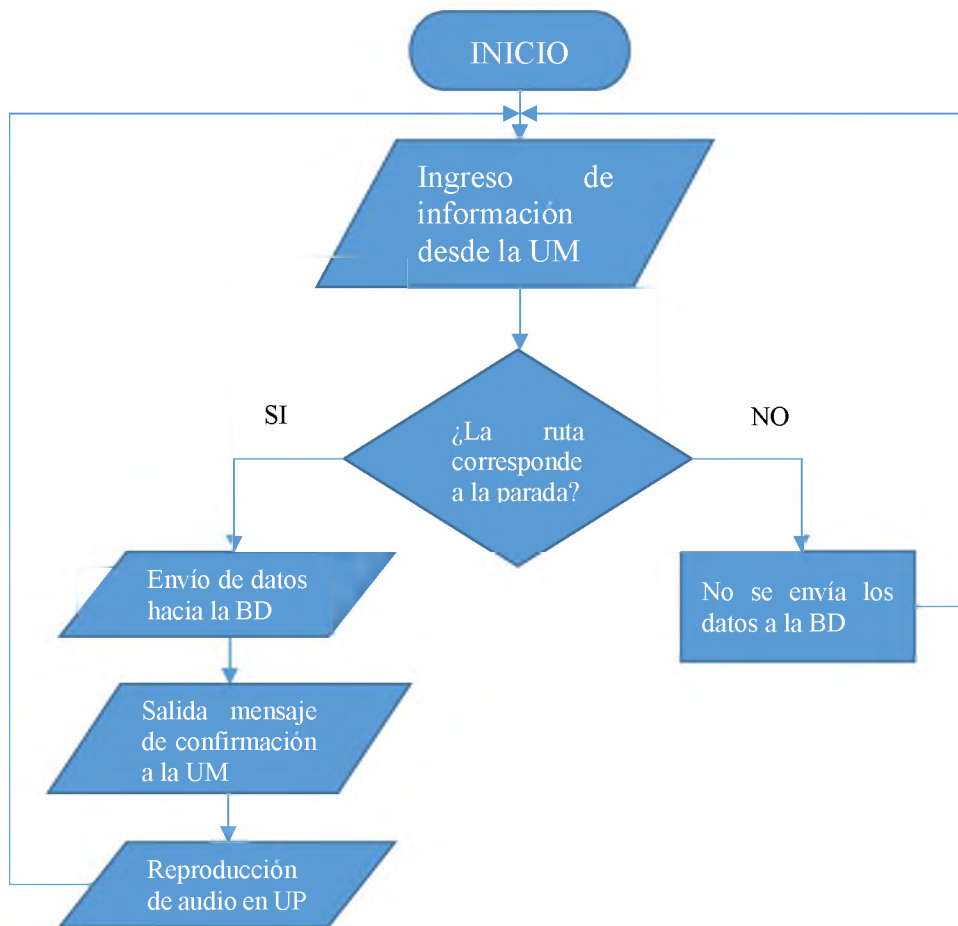 INICIO
Ingreso de
información
desde la UM
SI
NO
¿La ruta
corresponde
a la parada?
Envío de datos
hacia la BD
No se envía los
datos a la BD
Salida mensaje
de confirmación
a la UM
Reproducción
de audio en UP